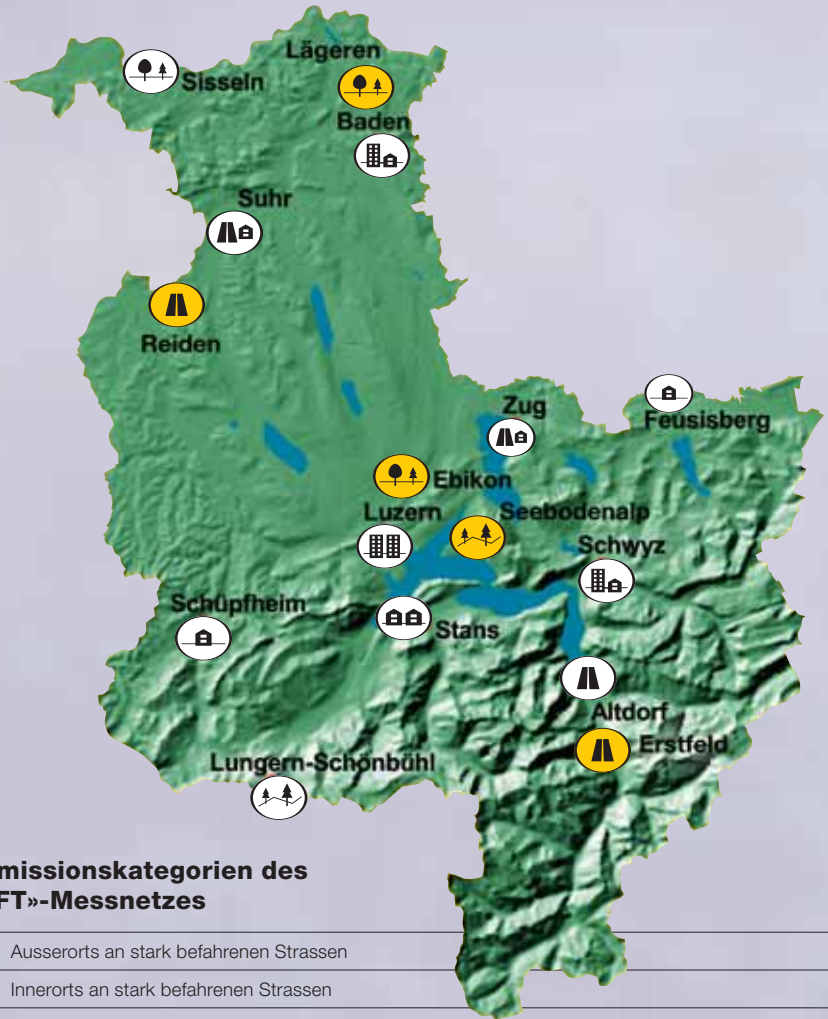 Lägeren
Sisseln
Baden
Suhr
Reiden
Zug
Feusisberg
Ebikon
Luzern
Seebodenalp
Schwyz
Schüpfheim
Stans
Altdorf
Erstfeld
Lungern-Schönbühl
missionskategorien des
FT»-Messnetzes
Ausserorts an stark befahrenen Strassen
Innerorts an stark befahrenen Strassen